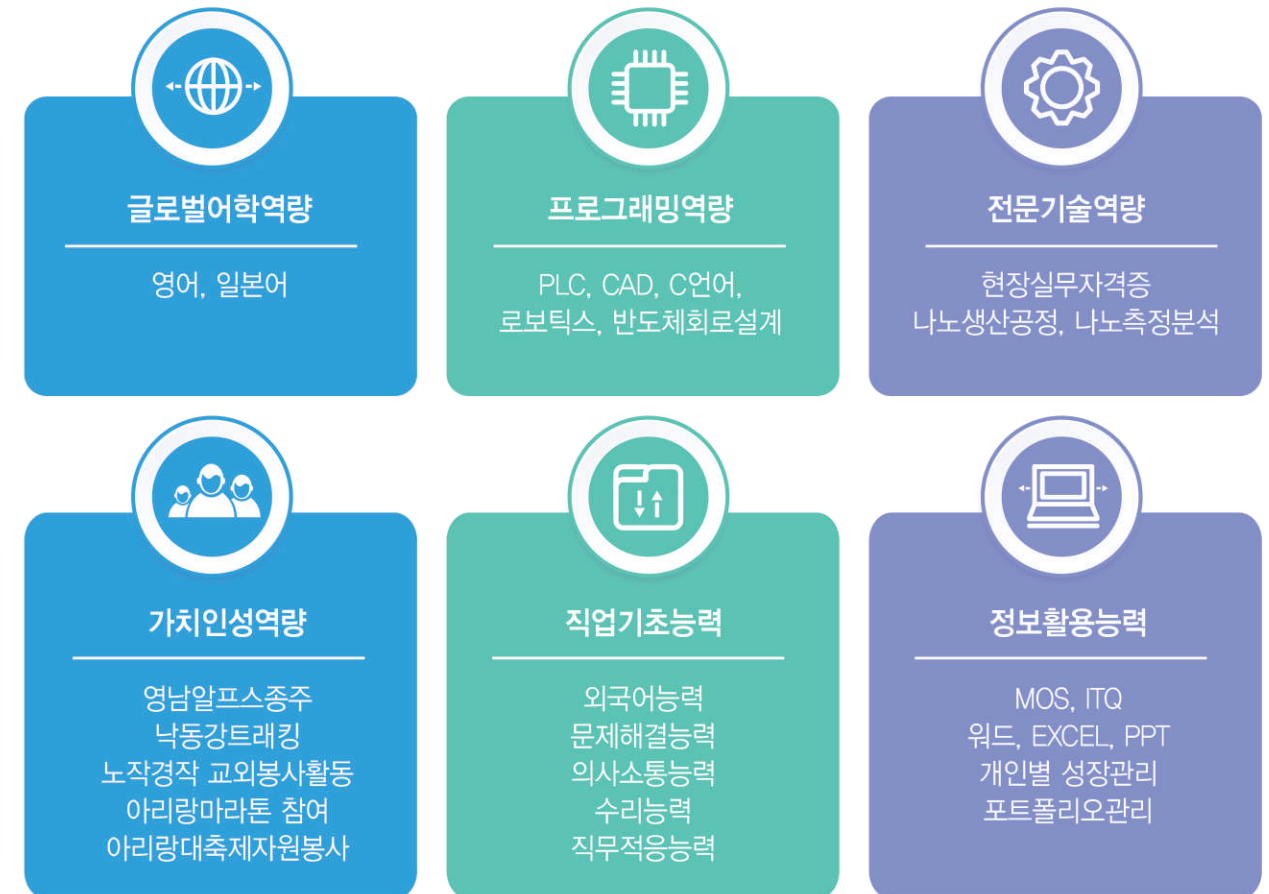 글로벌어학역량
영어, 일본어
프로그래밍역량
PLC, CAD, C언어,
로보틱스, 반도체회로설계
전문기술역량
현장실무자격증
나노생산공정, 나노측정분석
가치인성역량
영남알프스종주
낙동강트래킹
노작경작 교외봉사활동
아리랑마라톤 참여
아리랑대축제자원봉사
직업기초능력
외국어능력
문제해결능력
의사소통능력
수리능력
직무적응능력
정보활용능력
MOS, ITQ
워드, EXCEL, PPT
개인별 성장관리
포트폴리오관리